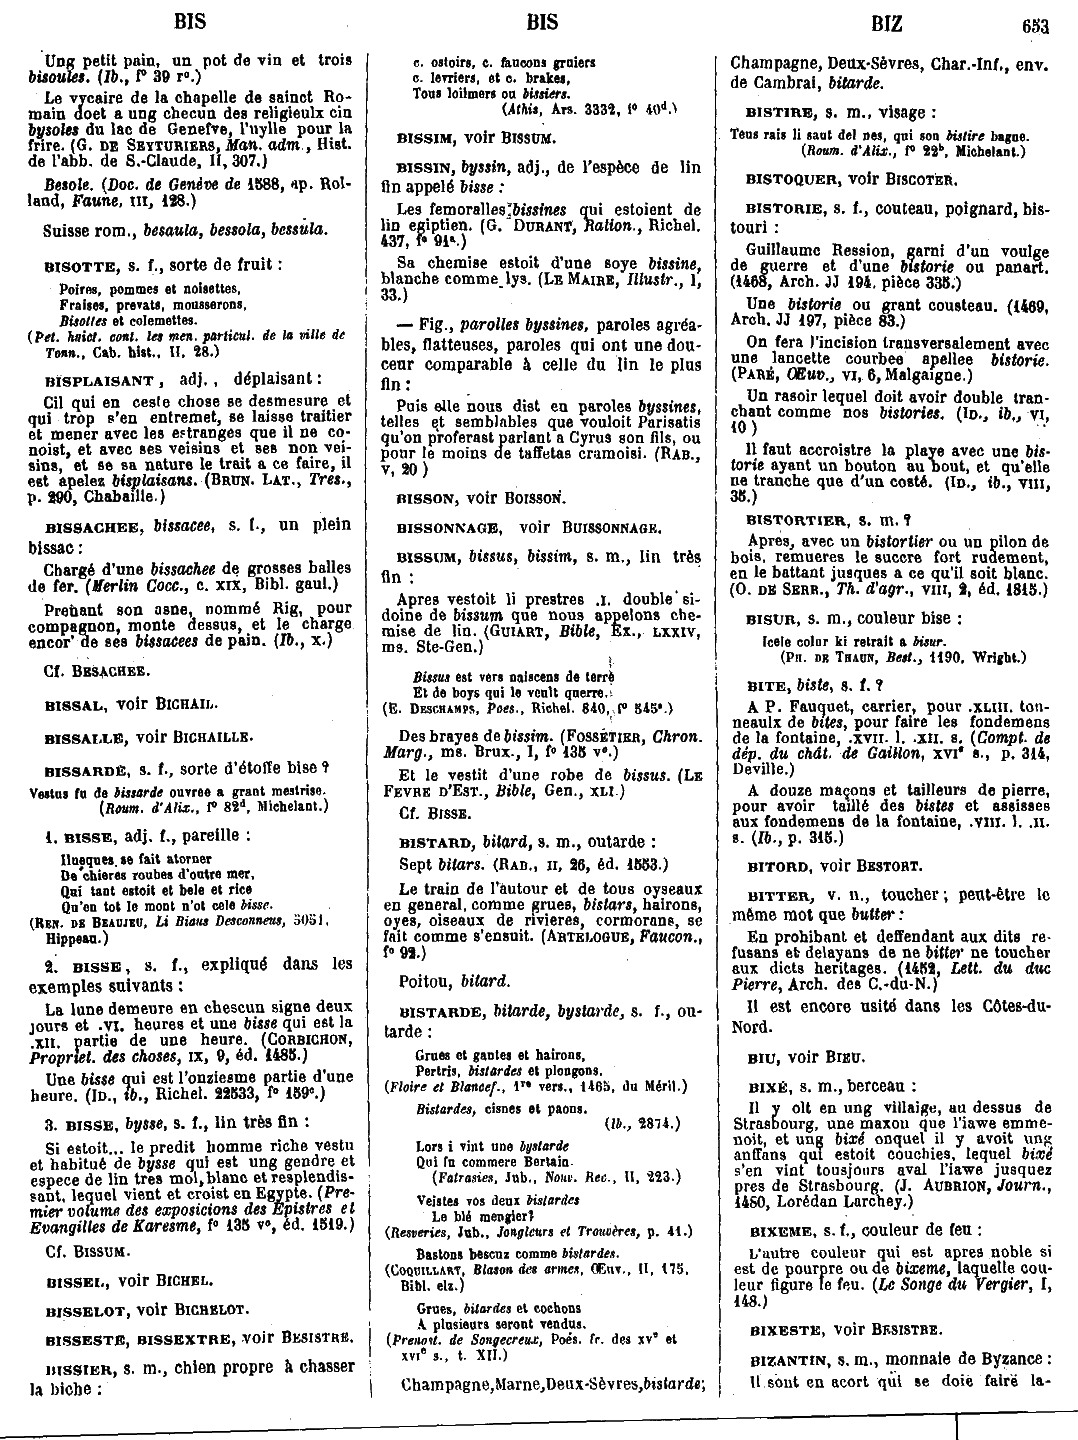 BIS
BIS
BIZ
653
Ung petit pain, un pot de vin et trois
bisoules. (Ib., f° 39 r°.)
Le vycaire de la chapelle de sainct Ro-
main doet a ung checun des religieulx cin
bysoles du lac de Genefve, l'uylle pour la
frire. (G. DE SEYTURIERS, Man. adm., Hist.
de l'abb. de S.-Claude, II, 307.)
Besole. (Doc. de Genéve de 1588, ap. Rol-
land, Faune, III, 128.)
Suisse rom., besaula, bessola, bessula.
BISOTTE, s. f., sorte de fruit :
Poires, pommes et noisettes,
Fraises, prevats, mousserons,
Bisottes et colemettes.
(Pet. haict. cont. les men. particul. de la ville de
Tonn., Cab. hist., II, 28.)
BISPLAISANT, adj., déplaisant :
Cil qui en ceste chose se desmesure et
qui trop s'en entremet, se laisse traitier
et mener avec les estranges que il ne co-
noist, et avec ses veisins et ses non vei-
sins, et se sa nature le trait a ce faire, il
est apelez bisplaisans. (BRUN. LAT., Tres.,
p. 290, Chabaille.)
BISSACHEE, bissacee, s. f., un plein
bissac :
Chargé d'une bissachee de grosses balles
de fer. (Merlin Cocc., c. XIX, Bibl. gaul.)
Prenant son asne, nommé Rig, pour
compagnon, monte dessus, et le charge
encor de ses bissacees de pain. (Ib., X.)
Cf. BESACHEE.
BISSAL, voir BICHAIL.
BISSALLE, voir BICHAILLE.
BISSARDE, s. f., sorte d'étoffe bise ?
Vestus fu de bissarde ouvree a grant mestrise.
(Roum. d'Alix., f° 82d, Michelant.)
1. BISSE, adj. f., pareille :
Ilueques se fait atorner
De chieres roubes d'outre mer,
Qui tant estoit et bele et rice
Qu'en tot le mont n'ot cele bisse.
(REN. DE BEAUJEU, Li Biaus Desconneus, 5051,
Hippeau.)
2. BISSE, s. f., expliqué dans les
exemples suivants :
La lune demeure en chescun signe deux
jours et .VI. heures et une bisse qui est la
.XII. partie de une heure. (CORBICHON,
Propriet. des choses, IX, 9, éd. 1485.)
Une bisse qui est l'onziesme partie d'une
heure. (ID., ib., Richel. 22533, f° 159c.)
3. BISSE, bysse, s. f., lin très fin :
Si estoit... le predit homme riche vestu
et habitué de bysse qui est ung gendre et
espece de lin tres mol, blanc et resplendis-
sant, lequel vient et croist en Egypte. (Pre-
mier volume des exposicions des Epistres et
Evangilles de Karesme, f° 135 v°, éd. 1519.)
Cf. BISSUM.
BISSEL, voir BICHEL.
BISSELOT, voir BICHELOT.
BISSESTE, BISSEXTRE, voir BESISTRE.
BISSIER, s. m., chien propre à chasser
la biche :
c. ostoirs, c. faucons gruiers
c. levriers, et c. brakes,
Tous loilmers ou bissiers.
(Athis, Ars. 3332, f° 40d.)
BISSIM, voir BISSUM.
BISSIN, byssin, adj., de l'espèce de lin
fin appelé bisse :
Les femoralles bissines qui estoient de
lin egiptien. (G. DURANT, Ration., Richel.
437, f° 91a.)
Sa chemise estoit d'une soye bissine,
blanche comme lys. (LE MAIRE, Illustr., I,
33.)
— Fig., parolles byssines, paroles agréa-
bles, flatteuses, paroles qui ont une dou-
ceur comparable à celle du lin le plus
fin :
Puis elle nous dist en paroles byssines,
telles et semblables que vouloit Parisatis
qu'on proferast parlant a Cyrus son fils, ou
pour le moins de taffetas cramoisi. (RAB.,
V, 20)
BISSON, voir BOISSON.
BISSONNAGE, voir BUISSONNAGE.
BISSUM, bissus, bissim, s. m., lin très
fin :
Apres vestoit li prestres .I. double si-
doine de bissum que nous appelons che-
mise de lin. (GUIART, Bible, Ex., LXXIV,
ms. Ste-Gen.)
Bissus est vers naiscens de terre
Et de boys qui le veult querre.
(E. DESCHAMPS, Poes., Richel. 840, f° 545c.)
Des brayes de bissim. (FOSSETIER, Chron.
Marg., ms. Brux., I, f° 135 v°.)
Et le vestit d'une robe de bissus. (LE
FEVRE D'EST., Bible, Gen., XLI.)
Cf. BISSE.
BISTARD, bitard, s. m., outarde :
Sept bitars. (RAB., II, 26, éd. 1553.)
Le train de l'autour et de tous oyseaux
en general, comme grues, bistars, hairons,
oyes, oiseaux de rivieres, cormorans, se
fait comme s'ensuit. (ARTELOGUE, Faucon.,
f° 92.)
Poitou, bitard.
BISTARDE, bitarde, bystarde, s. f., ou-
tarde :
Grues et gantes et hairons,
Pertris, bistardes et plongons.
(Floire et Blancef., 1re vers., 1465, du Méril.)
Bistardes, cisnes et paons.
(Ib., 2874.)
Lors i vint une bystarde
Qui fu commere Bertain.
(Fatrasies, Jub., Nouv. Rec., II, 223.)
Veistes vos deux bistardes
Le blé mengier?
(Resveries, Jub., Jongleurs et Trouvères, p. 41.)
Bastons bescuz comme bistardes.
(COQUILLART, Blason des armes, Œuv., II, 175,
Bibl. elz.)
Grues, bitardes et cochons
A plusieurs seront vendus.
(Prenost. de Songecreux, Poés. fr. des XVe et
XVIe s., t. XII.)
Champagne, Marne, Deux-Sèvres, bistarde;
Champagne, Deux-Sèvres, Char.-Inf., env.
de Cambrai, bitarde.
BISTIRE, s. m., visage :
Teus rais li saut del nes, qui son bistire bagne.
(Roum. d'Alix., f° 22b, Michelant.)
BISTOQUER, voir BISCOTER.
BISTORIE, s. f., couteau, poignard, bis-
touri :
Guillaume Ression, garni d'un voulge
de guerre et d'une bistorie ou panart.
(1468, Arch. JJ 194, pièce 335.)
Une bistorie ou grant cousteau. (1469,
Arch. JJ 197, pièce 83.)
On fera l'incision transversalement avec
une lancette courbee apellee bistorie.
(PARÉ, Œuv., VI, 6, Malgaigne.)
Un rasoir lequel doit avoir double tran-
chant comme nos bistories. (ID., ib., VI,
10)
Il faut accroistre la playe avec une bis-
torie ayant un bouton au bout, et qu'elle
ne tranche que d'un costé. (ID., ib., VIII,
35.)
BISTORTIER, s. m. ?
Après, avec un bistortier ou un pilon de
bois, remueres le succre fort rudement,
en le battant jusques a ce qu'il soit blanc.
(O. DE SERR., Th. d'agr., VIII, 2, éd. 1815.)
BISUR, s. m., couleur bise :
Icele colur ki retrait a bisur.
(PH. DE THAUN, Best., 1190, Wright.)
BITE, biste, s. f. ?
A P. Fauquet, carrier, pour .XLIII. ton-
neaulx de bites, pour faire les fondemens
de la fontaine, .XVII. l. .XII. s. (Compt. de
dép. du chât. de Gaillon, XVIe s., p. 314,
Deville.)
A douze maçons et tailleurs de pierre,
pour avoir taillé des bistes et assisses
aux fondemens de la fontaine, .VIII. l. .II.
s. (Ib., p. 315.)
BITORD, voir BESTORT.
BITTER, v. n., toucher ; peut-être le
même mot que butter :
En prohibant et deffendant aux dits re-
fusans et delayans de ne bitter ne toucher
aux dicts heritages. (1452, Lett. du duc
Pierre, Arch. des C.-du-N.)
Il est encore usité dans les Côtes-du-
Nord.
BIU, voir BIEU.
BIXÉ, s. m., berceau :
Il y olt en ung villaige, au dessus de
Strasbourg, une maxon que l'iawe emme-
noit, et ung bixé onquel il y avoit ung
anffans qui estoit couchies, lequel bixé
s'en vint tousjours aval l'iawe jusquez
pres de Strasbourg. (J. AUBRION, Journ.,
1480, Lorédan Larchey.)
BIXEME, s. f., couleur de feu :
L'autre couleur qui est apres noble si
est de pourpre ou de bixeme, laquelle cou-
leur figure le feu. (Le Songe du Vergier, I,
148.)
BIXESTE, voir BESISTRE.
BIZANTIN, s. m., monnaie de Byzance :
Il sont en acort qui se doie faire la-